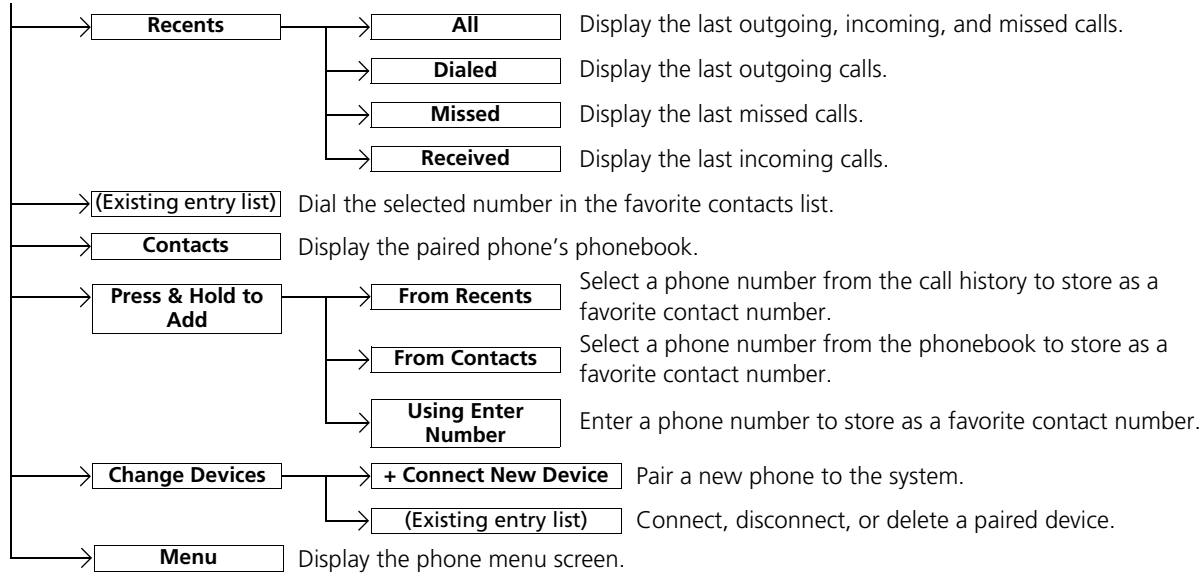 Recents
All
Display the last outgoing, incoming, and missed calls.
Dialed
Display the last outgoing calls.
Missed
Display the last missed calls.
Received
Display the last incoming calls.
(Existing entry list)
Dial the selected number in the favorite contacts list.
Contacts
Display the paired phone’s phonebook.
Press & Hold to
Add
From Recents
Select a phone number from the call history to store as a
favorite contact number.
From Contacts
Select a phone number from the phonebook to store as a
favorite contact number.
Using Enter
Number
Enter a phone number to store as a favorite contact number.
Change Devices
+ Connect New Device
Pair a new phone to the system.
(Existing entry list)
Connect, disconnect, or delete a paired device.
Menu
Display the phone menu screen.